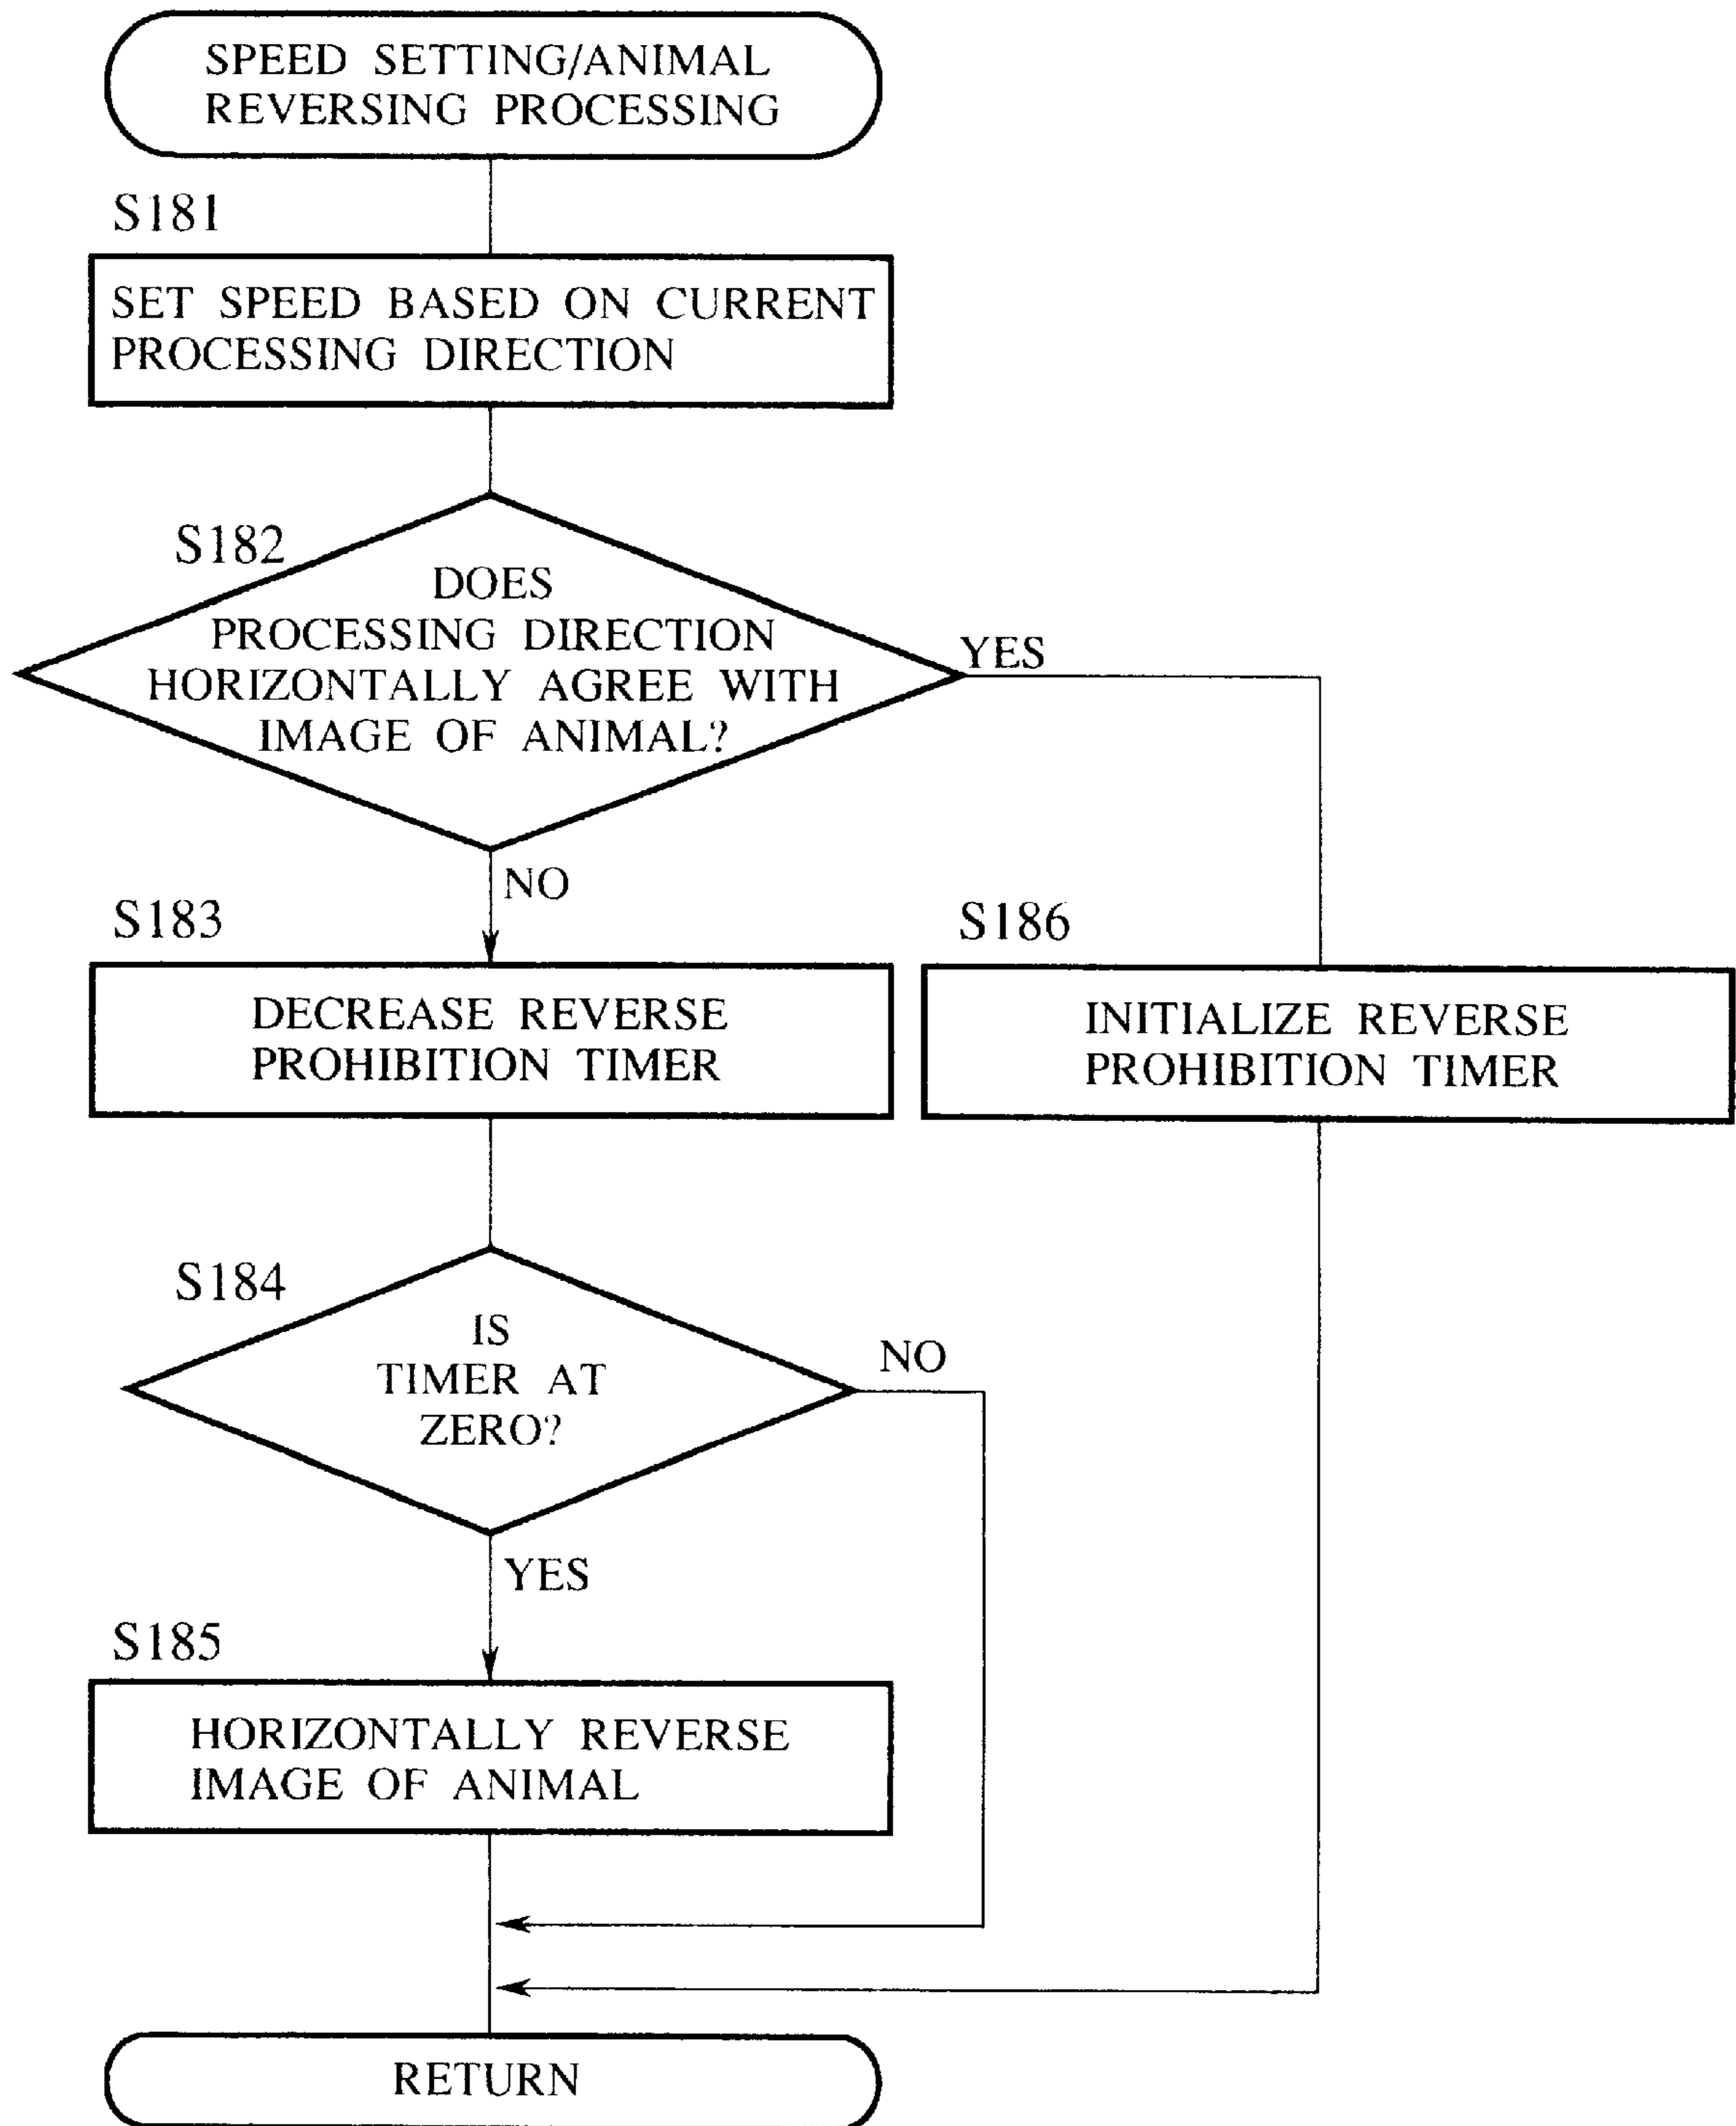 SPEED SETTING/ANIMAL
REVERSING PROCESSING
S181
SET SPEED BASED ON CURRENT
PROCESSING DIRECTION
S182
DOES
PROCESSING DIRECTION
HORIZONTALLY AGREE WITH
IMAGE OF ANIMAL?
YES
NO
S183
DECREASE REVERSE
PROHIBITION TIMER
S186
INITIALIZE REVERSE
PROHIBITION TIMER
S184
IS
TIMER AT
ZERO?
NO
YES
S185
HORIZONTALLY REVERSE
IMAGE OF ANIMAL
RETURN